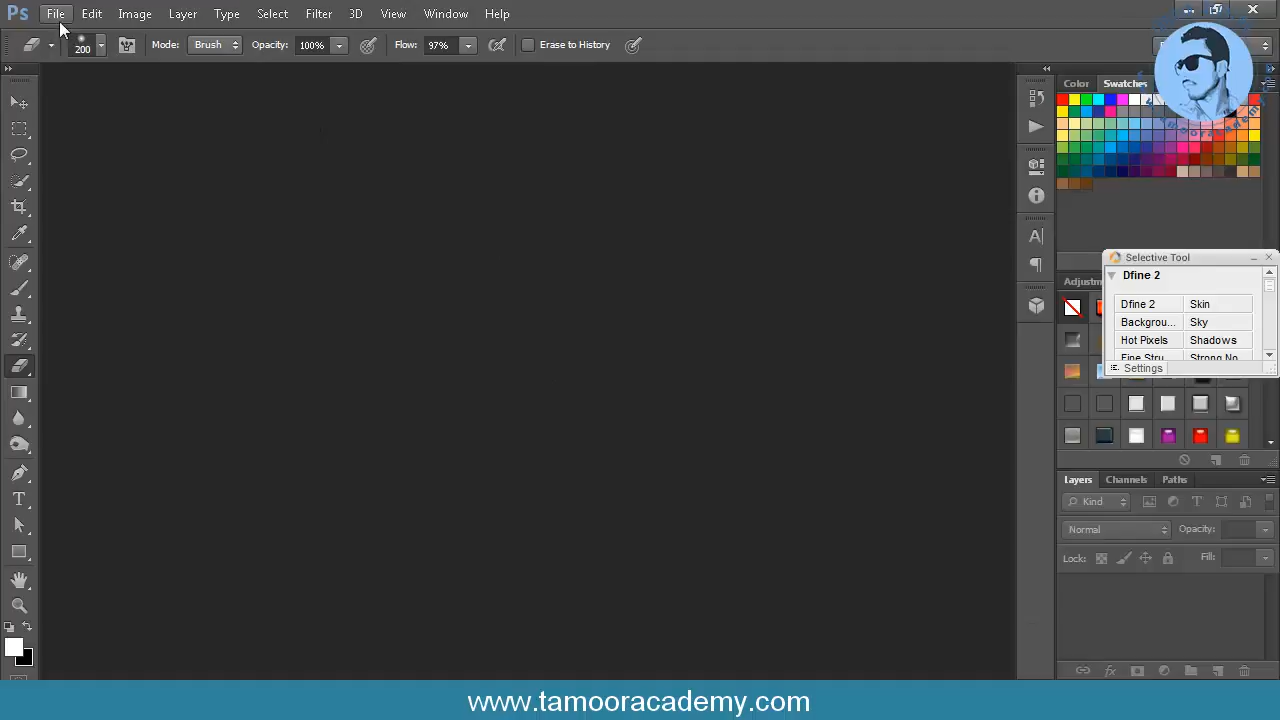 Ps File Edit Image Layer Type Select Filter 3D View Window Help
200 Mode: Brush Opacity: 100% Flow: 97% Erase to History
Color Swatches
tamooracademy
Selective Tool
Dfine 2
Adjustm
Dfine 2 Skin
Backgrou... Sky
Hot Pixels Shadows
Fine Stru Strong No
Settings
Layers Channels Paths
Kind
Normal Opacity:
Lock: Fill:
www.tamooracademy.com